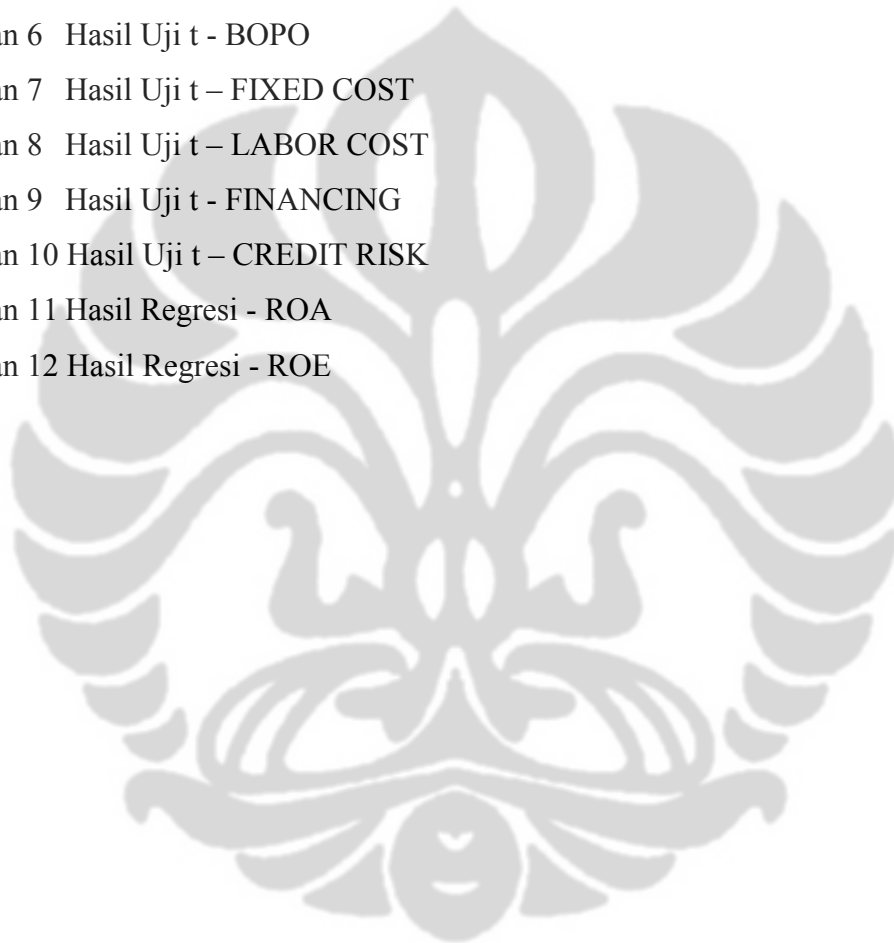 an 6 Hasil Uji t - BOPO
an 7 Hasil Uji t – FIXED COST
an 8 Hasil Uji t – LABOR COST
an 9 Hasil Uji t - FINANCING
an 10 Hasil Uji t – CREDIT RISK
an 11 Hasil Regresi - ROA
an 12 Hasil Regresi - ROE